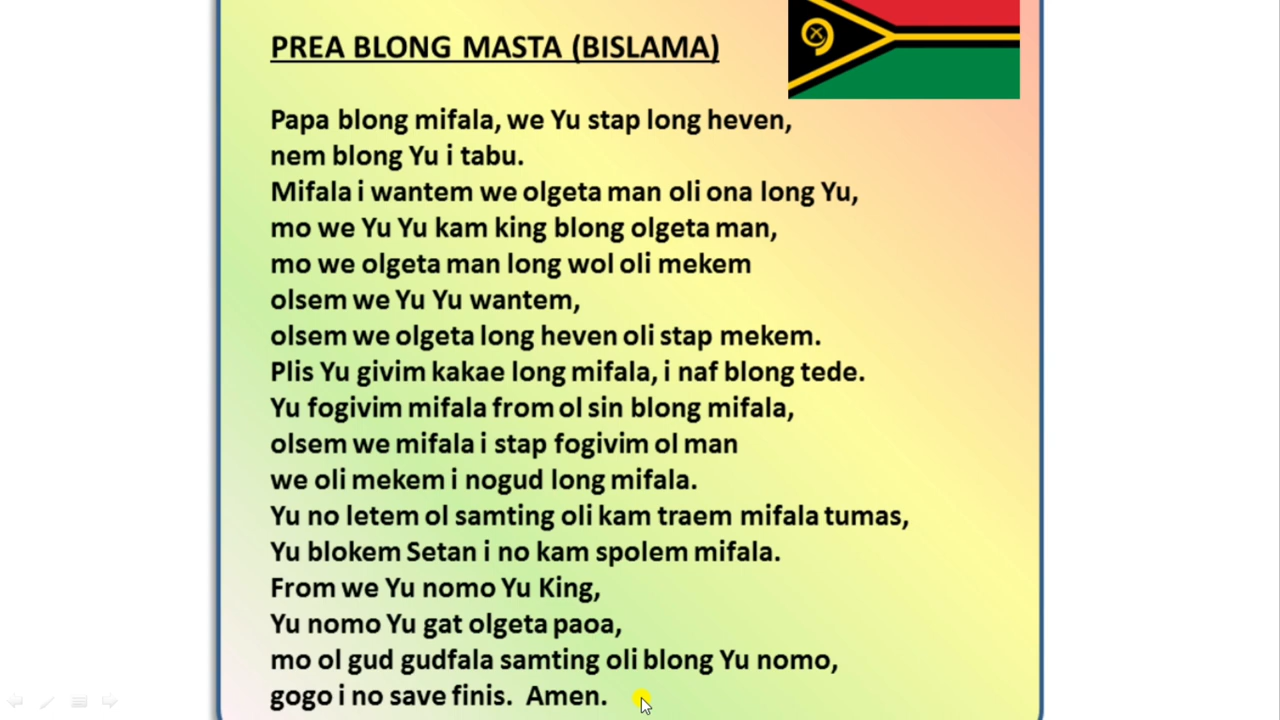 PREA BLONG MASTA (BISLAMA)
Papa blong mifala, we Yu stap long heven,
nem blong Yu i tabu.
Mifala i wantem we olgeta man oli ona long Yu,
mo we Yu Yu kam king blong olgeta man,
mo we olgeta man long wol oli mekem
olsem we Yu Yu wantem,
olsem we olgeta long heven oli stap mekem.
Plis Yu givim kakae long mifala, i naf blong tede.
Yu fogivim mifala from ol sin blong mifala,
olsem we mifala i stap fogivim ol man
we oli mekem i nogud long mifala.
Yu no letem ol samting oli kam traem mifala tumas,
Yu blokem Setan i no kam spolem mifala.
From we Yu nomo Yu King,
Yu nomo Yu gat olgeta paoa,
mo ol gud gudfala samting oli blong Yu nomo,
gogo i no save finis.  Amen.